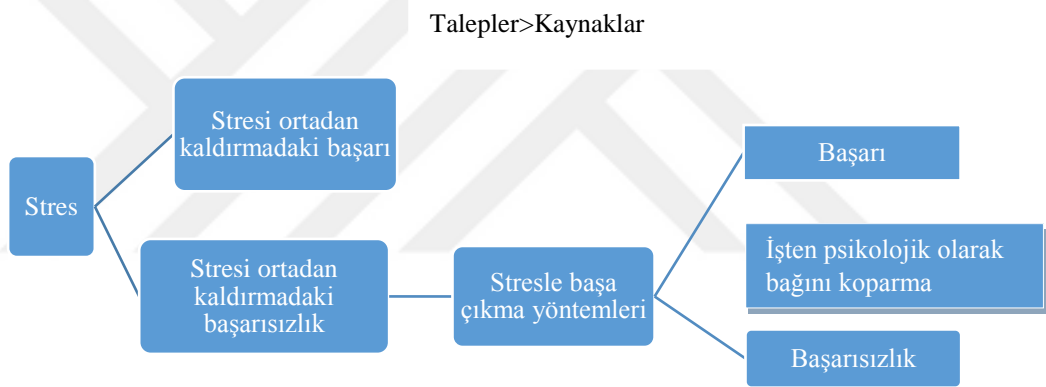 Talepler>Kaynaklar
Stresi ortadan
kaldırmadaki başarı
Stres
Stresi ortadan
kaldırmadaki
başarısızlık
Stresle başa
çıkma yöntemleri
Başarı
İşten psikolojik olarak
bağını koparma
Başarısızlık